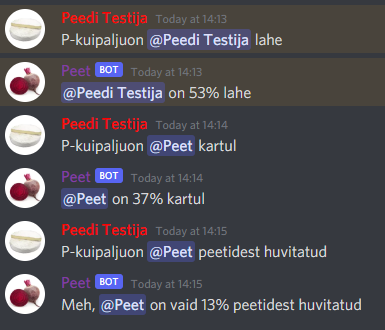 Peedi Testija Today at 14:13
P-kuipaljuon @Peedi Testija lahe
Peet BOT Today at 14:13
@Peedi Testija on 53% lahe
Peedi Testija Today at 14:14
P-kuipaljuon @Peet kartul
Peet BOT Today at 14:14
@Peet on 37% kartul
Peedi Testija Today at 14:15
P-kuipaljuon @Peet peetidest huvitatud
Peet BOT Today at 14:15
Meh, @Peet on vaid 13% peetidest huvitatud